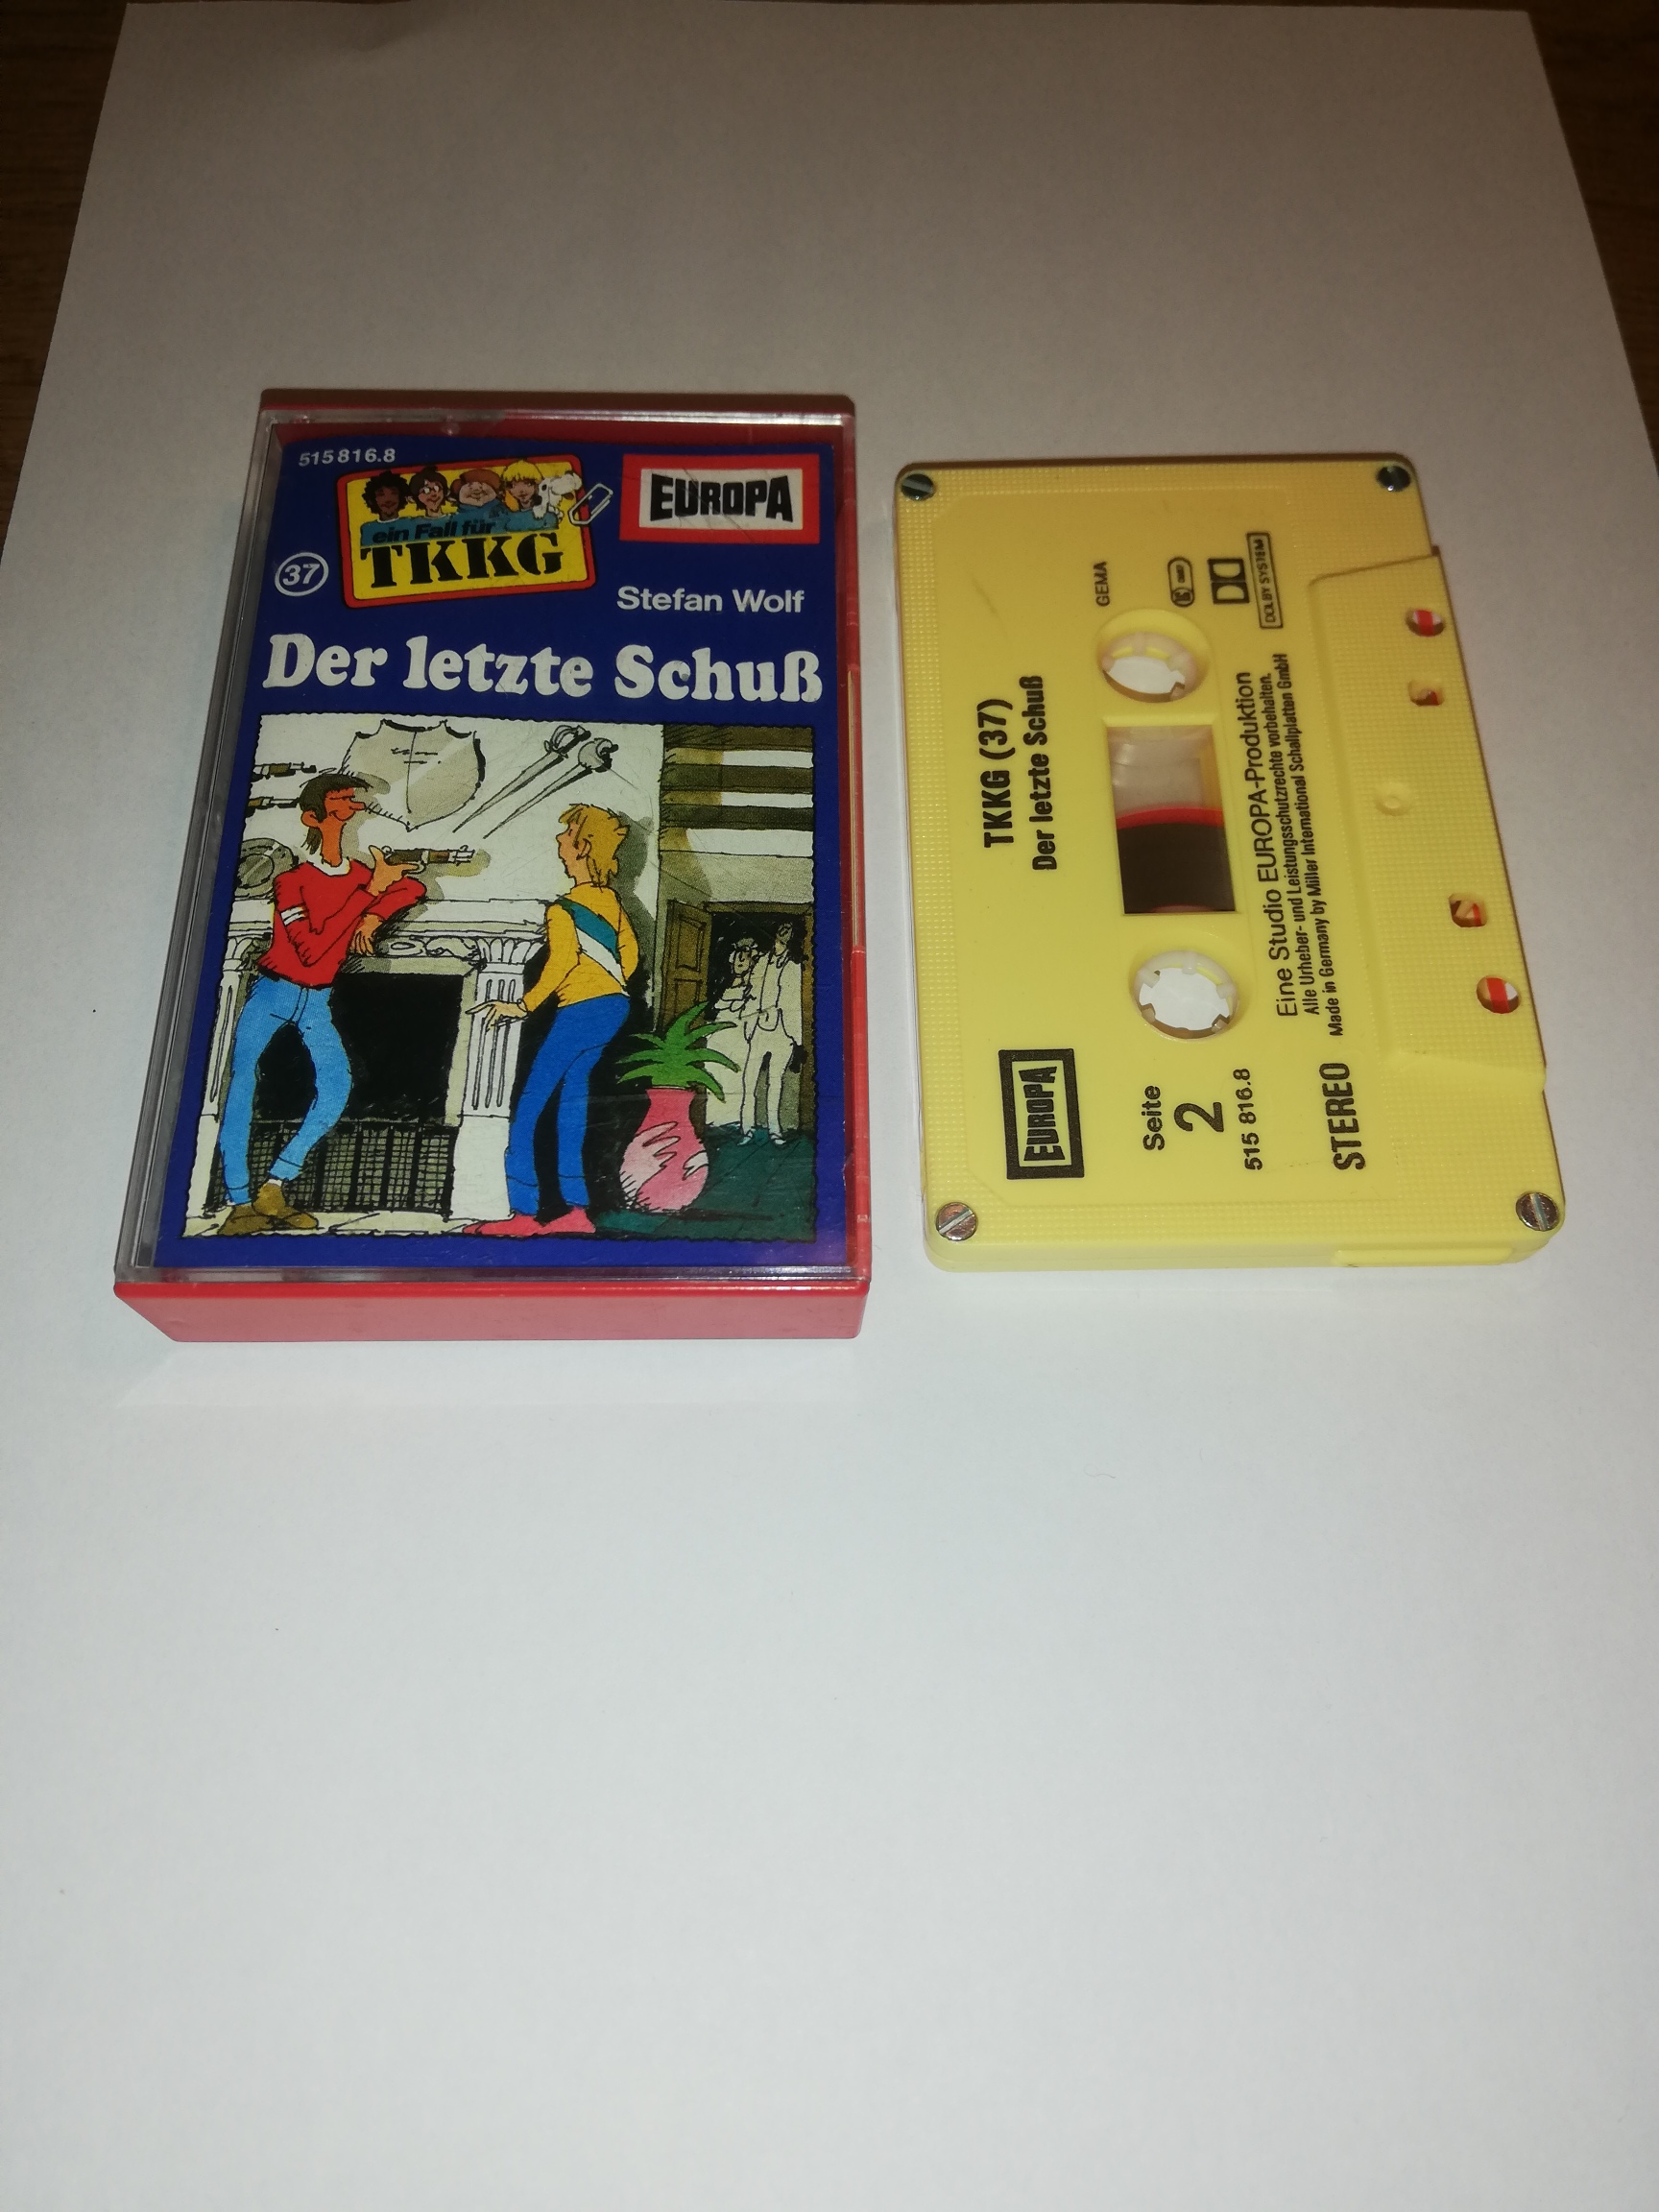 515 816.8
ein Fall für
TKKG
EUROPA
37
Stefan Wolf
Der letzte Schuß
TKKG (37)
Der letzte Schuß
GEMA
DOLBY SYSTEM
EUROPA
Seite
2
515 816.8
STEREO
Eine Studio EUROPA-Produktion
Alle Urheber- und Leistungsschutzrechte vorbehalten.
Made in Germany by Miller International Schallplatten GmbH